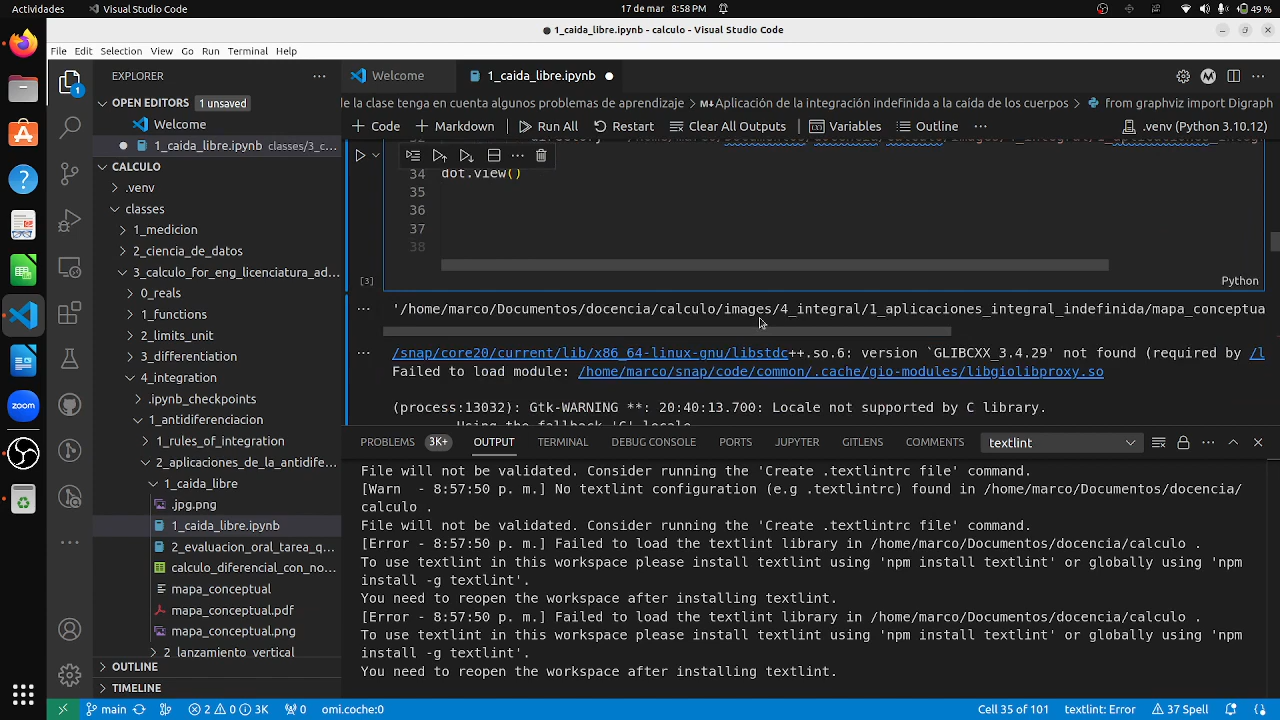 Actividades
Visual Studio Code
17 de mar 8:58 PM
49 %
1_caida_libre.ipynb - calculo - Visual Studio Code
File Edit Selection View Go Run Terminal Help
EXPLORER
Welcome
1_caida_libre.ipynb
OPEN EDITORS 1 unsaved
de la clase tenga en cuenta algunos problemas de aprendizaje > Aplicación de la integración indefinida a la caída de los cuerpos > from graphviz import Digraph
Welcome
+ Code + Markdown Run All Restart Clear All Outputs Variables Outline .venv (Python 3.10.12)
1_caida_libre.ipynb classes/3_c...
CALCULO
.venv
classes
1_medicion
2_ciencia_de_datos
3_calculo_for_eng_licenciatura_ad...
0_reals
1_functions
2_limits_unit
3_differentiation
4_integration
.ipynb_checkpoints
1_antidiferenciacion
1_rules_of_integration
2_aplicaciones_de_la_antidife...
1_caida_libre
.jpg.png
1_caida_libre.ipynb
2_evaluacion_oral_tarea_q...
calculo_diferencial_con_no...
mapa_conceptual
mapa_conceptual.pdf
mapa_conceptual.png
2_lanzamiento_vertical
OUTLINE
TIMELINE
34 dot.view()
35
36
37
38
[3]
Python
'/home/marco/Documentos/docencia/calculo/images/4_integral/1_aplicaciones_integral_indefinida/mapa_conceptua
/snap/core20/current/lib/x86_64-linux-gnu/libstdc++.so.6: version `GLIBCXX_3.4.29' not found (required by /l
Failed to load module: /home/marco/snap/code/common/.cache/gio-modules/libgiolibproxy.so
(process:13032): Gtk-WARNING **: 20:40:13.700: Locale not supported by C library.
Using the fallback 'C' locale.
PROBLEMS 3K+ OUTPUT TERMINAL DEBUG CONSOLE PORTS JUPYTER GITLENS COMMENTS textlint
File will not be validated. Consider running the 'Create .textlintrc file' command.
[Warn - 8:57:50 p. m.] No textlint configuration (e.g .textlintrc) found in /home/marco/Documentos/docencia/
calculo .
File will not be validated. Consider running the 'Create .textlintrc file' command.
[Error - 8:57:50 p. m.] Failed to load the textlint library in /home/marco/Documentos/docencia/calculo .
To use textlint in this workspace please install textlint using 'npm install textlint' or globally using 'npm
install -g textlint'.
You need to reopen the workspace after installing textlint.
[Error - 8:57:50 p. m.] Failed to load the textlint library in /home/marco/Documentos/docencia/calculo .
To use textlint in this workspace please install textlint using 'npm install textlint' or globally using 'npm
install -g textlint'.
You need to reopen the workspace after installing textlint.
main 2 0 3K 0 omi.coche:0 Cell 35 of 101 textlint: Error 37 Spell